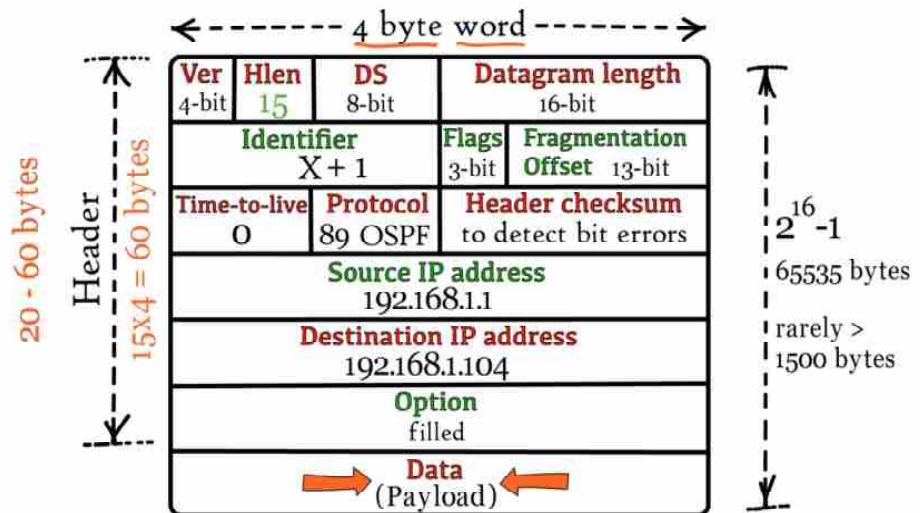 4 byte word
Ver Hlen DS Datagram length
4-bit 15 8-bit 16-bit
Identifier Flags Fragmentation
X + 1 3-bit Offset 13-bit
Time-to-live Protocol Header checksum
0 89 OSPF to detect bit errors
Source IP address
192.168.1.1
Destination IP address
192.168.1.104
Option
filled
Data
(Payload)
20 - 60 bytes
Header
15x4 = 60 bytes
2^16 -1
65535 bytes
rarely >
1500 bytes